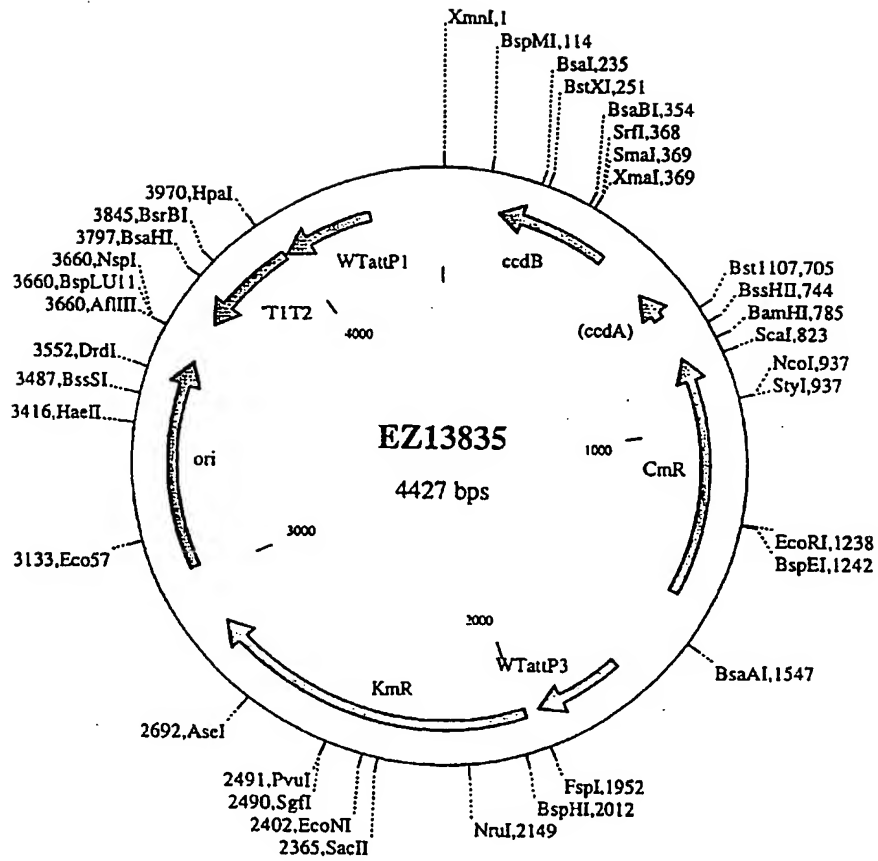 XmnI,1
BspMI,114
BsaI,235
BstXI,251
BsaBI,354
SrfI,368
SmaI,369
XmaI,369
3970,HpaI
3845,BsrBI
3797,BsaHI
3660,NspI
3660,BspLU11
3660,AflIII
WTattP1
ccdB
T1T2
4000
(ccdA)
Bst1107,705
BssHII,744
BamHI,785
ScaI,823
NcoI,937
StyI,937
3552,DrdI
3487,BssSI
3416,HaeII
ori
EZ13835
4427 bps
1000
CmR
3000
3133,Eco57
EcoRI,1238
BspEI,1242
2000
WTattP3
BsaAI,1547
KmR
2692,AseI
2491,PvuI
2490,SgfI
2402,EcoNI
2365,SacII
FspI,1952
BspHI,2012
NruI,2149